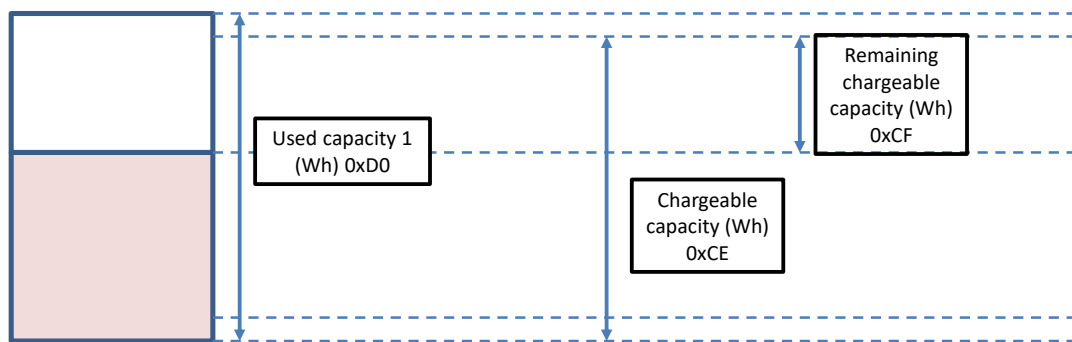 Used capacity 1
(Wh) 0xD0
Chargeable
capacity (Wh)
0xCE
Remaining
chargeable
capacity (Wh)
0xCF